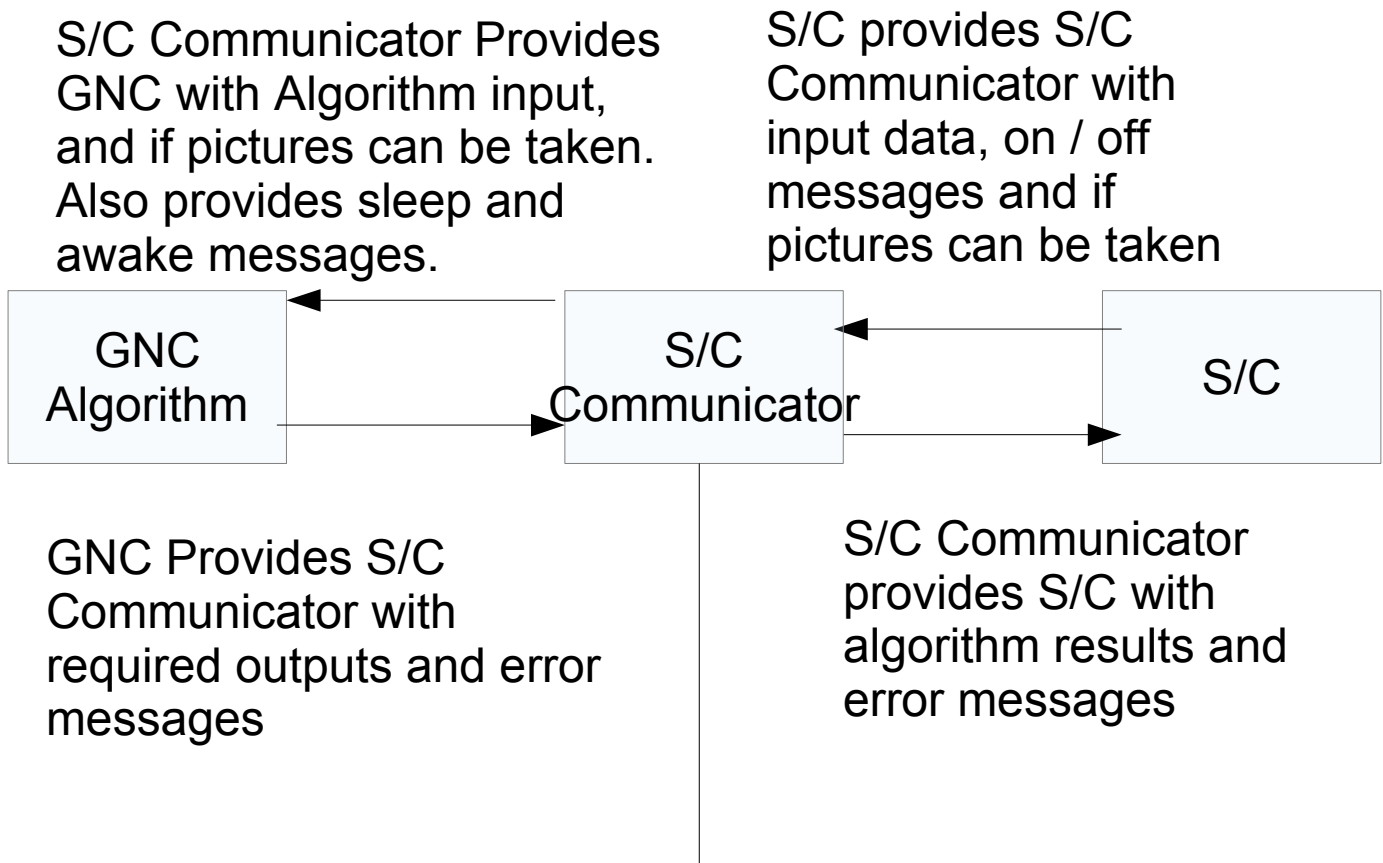 S/C Communicator Provides
GNC with Algorithm input,
and if pictures can be taken.
Also provides sleep and
awake messages.
S/C provides S/C
Communicator with
input data, on / off
messages and if
pictures can be taken
GNC
Algorithm
S/C
Communicator
S/C
GNC Provides S/C
Communicator with
required outputs and error
messages
S/C Communicator
provides S/C with
algorithm results and
error messages